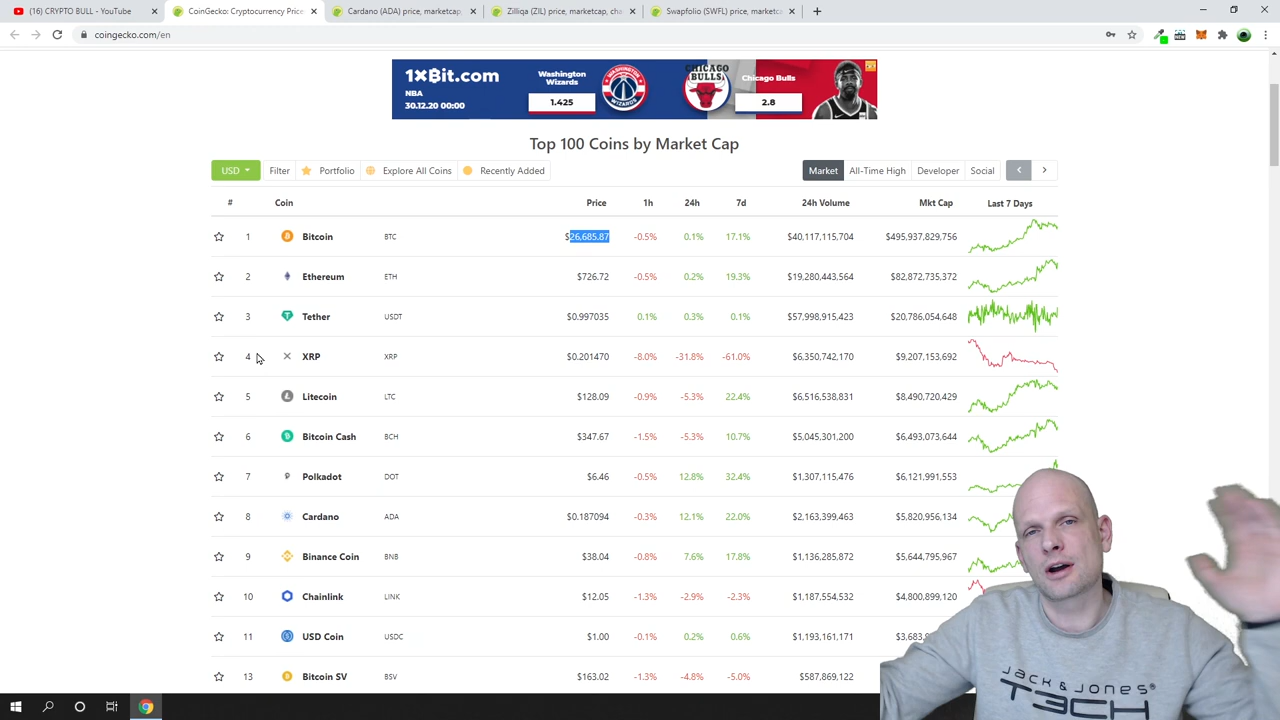 (16) CRYPTO BULL - YouTube
CoinGecko: Cryptocurrency Price
Cardano (ADA) price, marketcap,
Zilliqa (ZIL) price, marketcap, cha
Swapfolio (SWFL) price, marketca
coingecko.com/en
1×Bit.com
NBA
30.12.20 00:00
Washington
Wizards
1.425
CHICAGO
BULLS
Chicago Bulls
2.8
Top 100 Coins by Market Cap
USD Filter Portfolio Explore All Coins Recently Added Market All-Time High Developer Social
# Coin Price 1h 24h 7d 24h Volume Mkt Cap Last 7 Days
1 Bitcoin BTC $26,685.87 -0.5% 0.1% 17.1% $40,117,115,704 $495,937,829,756
2 Ethereum ETH $726.72 -0.5% 0.2% 19.3% $19,280,443,564 $82,872,735,372
3 Tether USDT $0.997035 0.1% 0.3% 0.1% $57,998,915,423 $20,786,054,648
4 XRP XRP $0.201470 -8.0% -31.8% -61.0% $6,350,742,170 $9,207,153,692
5 Litecoin LTC $128.09 -0.9% -5.3% 22.4% $6,516,538,831 $8,490,720,429
6 Bitcoin Cash BCH $347.67 -1.5% -5.3% 10.7% $5,045,301,200 $6,493,073,644
7 Polkadot DOT $6.46 -0.5% 12.8% 32.4% $1,307,115,476 $6,121,991,553
8 Cardano ADA $0.187094 -0.3% 12.1% 22.0% $2,163,399,463 $5,820,956,134
9 Binance Coin BNB $38.04 -0.8% 7.6% 17.8% $1,136,285,872 $5,644,795,967
10 Chainlink LINK $12.05 -1.3% -2.9% -2.3% $1,187,554,532 $4,800,899,120
11 USD Coin USDC $1.00 -0.1% 0.2% 0.6% $1,193,161,171 $3,683,
13 Bitcoin SV BSV $163.02 -1.3% -4.8% -5.0% $587,869,122
JACK & JONES
T3CH